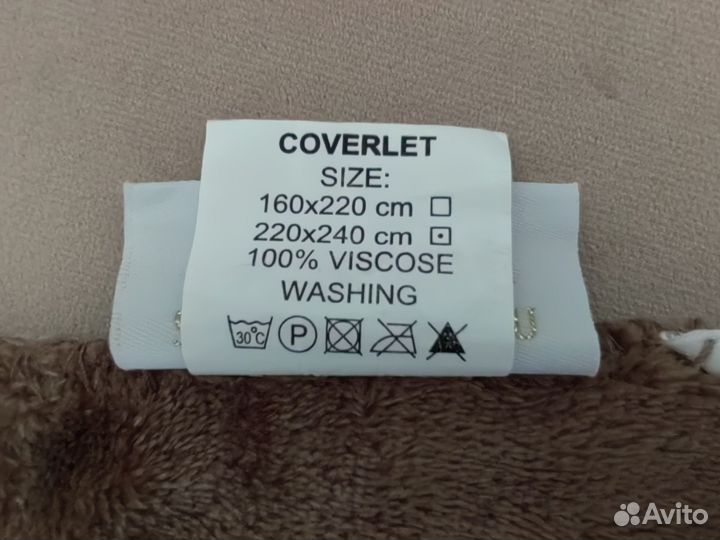 COVERLET
SIZE:
160x220 cm
220x240 cm
100% VISCOSE
WASHING
30°c P
Avito